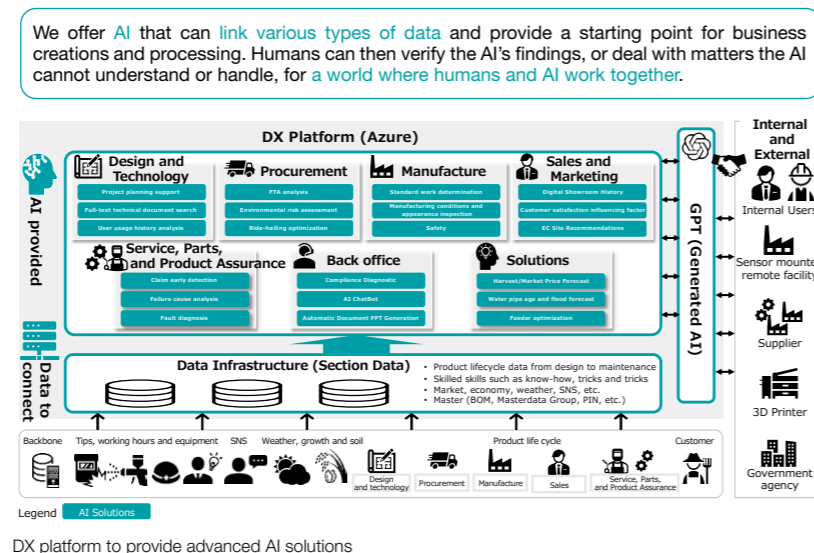 We offer AI that can link various types of data and provide a starting point for business
creations and processing. Humans can then verify the AI's findings, or deal with matters the AI
cannot understand or handle, for a world where humans and AI work together.
DX Platform (Azure)
AI provided
Design and
Technology
Project planning support
Full-text technical document search
User usage history analysis
Procurement
FTA analysis
Environmental risk assessment
Ride-hailing optimization
Manufacture
Standard work determination
Manufacturing conditions and
appearance inspection
Safety
Sales and
Marketing
Digital Showroom History
Customer satisfaction influencing factor
EC Site Recommendations
Service, Parts,
and Product Assurance
Claim early detection
Failure cause analysis
Fault diagnosis
Back office
Compliance Diagnostic
AI ChatBot
Automatic Document PPT Generation
Solutions
Harvest/Market Price Forecast
Water pipe age and flood forecast
Feeder optimization
GPT (Generated AI)
Internal
and
External
Internal Users
Sensor mounte
remote facility
Supplier
3D Printer
Government
agency
Data to
connect
Data Infrastructure (Section Data)
• Product lifecycle data from design to maintenance
• Skilled skills such as know-how, tricks and tricks
• Market, economy, weather, SNS, etc.
• Master (BOM, Masterdata Group, PIN, etc.)
Backbone
Tips, working hours and equipment
SNS
Weather, growth and soil
Product life cycle
Customer
Design
and technology
Procurement
Manufacture
Sales
Service, Parts,
and Product Assurance
Legend
AI Solutions
DX platform to provide advanced AI solutions